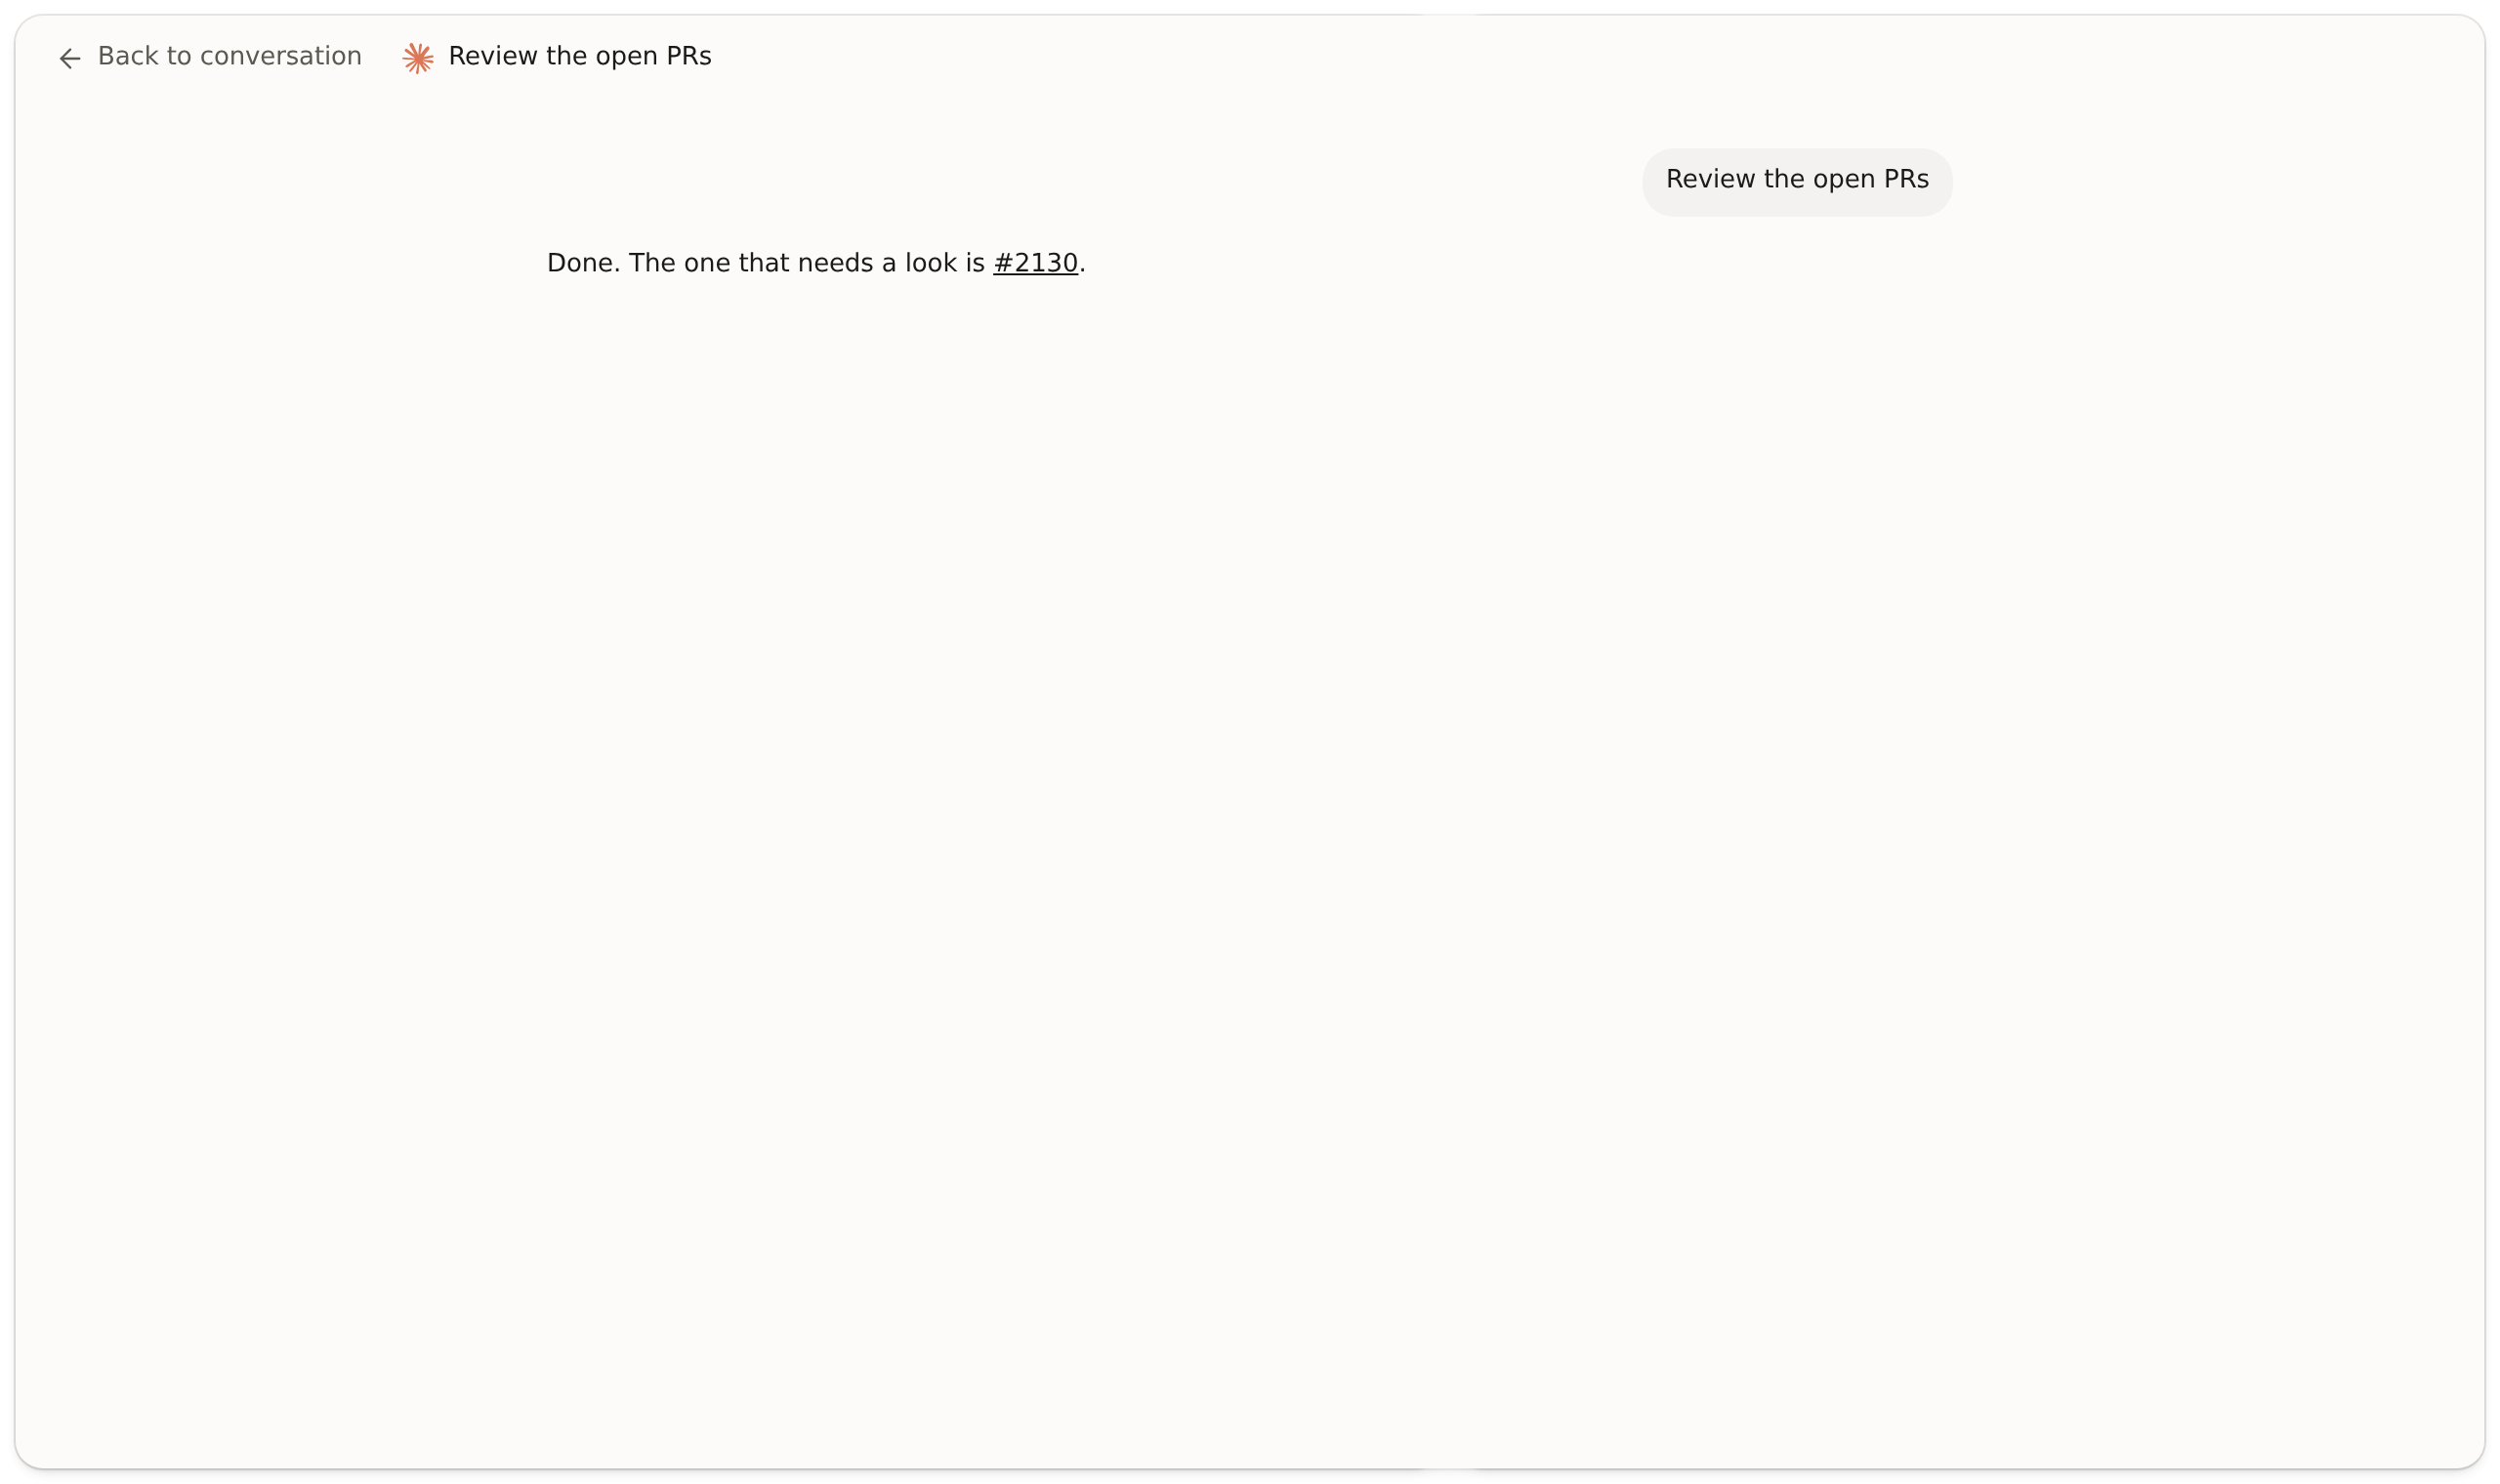 Back to conversation Review the open PRs
Review the open PRs
Done. The one that needs a look is #2130.